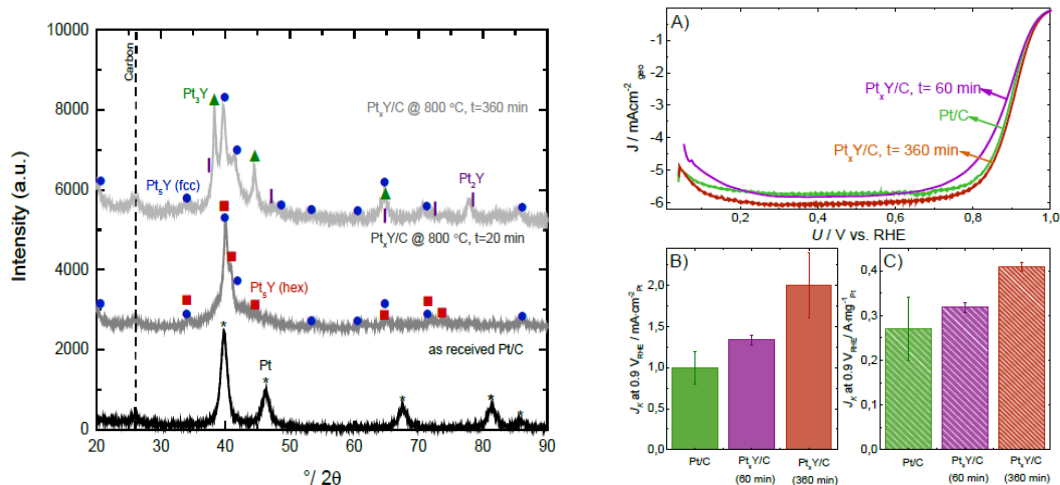 10000
8000
6000
4000
2000
0
Intensity (a.u.)
Carbon
Pt3Y
PtxY/C @ 800 °C, t=360 min
Pt5Y (fcc)
Pt2Y
PtxY/C @ 800 °C, t=20 min
Pt5Y (hex)
as received Pt/C
* Pt * * * *
20 30 40 50 60 70 80 90
°/ 2θ
A)
-1
-2
-3
-4
-5
-6
J / mAcm-2 geo
PtxY/C, t= 60 min
Pt/C
PtxY/C, t= 360 min
0,2 0,4 0,6 0,8 1,0
U / V vs. RHE
B)
2,0
1,5
1,0
0,5
0,0
JK at 0.9 VRHE / mA·cm-2Pt
Pt/C PtxY/C PtxY/C
(60 min) (360 min)
C)
0,4
0,3
0,2
0,1
0,0
JK at 0.9 VRHE/ A·mg-1Pt
Pt/C PtxY/C PtxY/C
(60 min) (360 min)